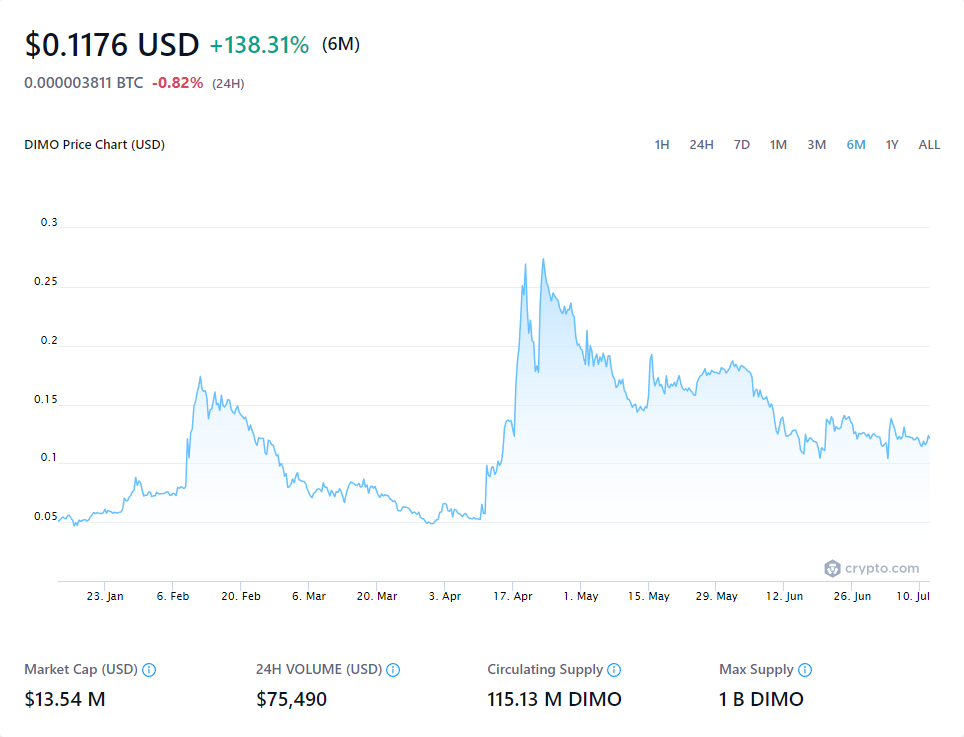 $0.1176 USD +138.31% (6M)
0.000003811 BTC -0.82% (24H)
DIMO Price Chart (USD) 1H 24H 7D 1M 3M 6M 1Y ALL
0.3
0.25
0.2
0.15
0.1
0.05
crypto.com
23. Jan 6. Feb 20. Feb 6. Mar 20. Mar 3. Apr 17. Apr 1. May 15. May 29. May 12. Jun 26. Jun 10. Jul
Market Cap (USD) 24H VOLUME (USD) Circulating Supply Max Supply
$13.54 M $75,490 115.13 M DIMO 1 B DIMO